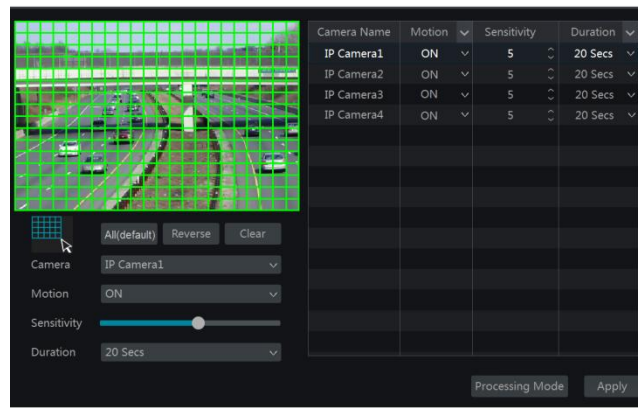 Camera Name Motion Sensitivity Duration
IP Camera1 ON 5 20 Secs
IP Camera2 ON 5 20 Secs
IP Camera3 ON 5 20 Secs
IP Camera4 ON 5 20 Secs
All(default) Reverse Clear
Camera IP Camera1
Motion ON
Sensitivity
Duration 20 Secs
Processing Mode Apply